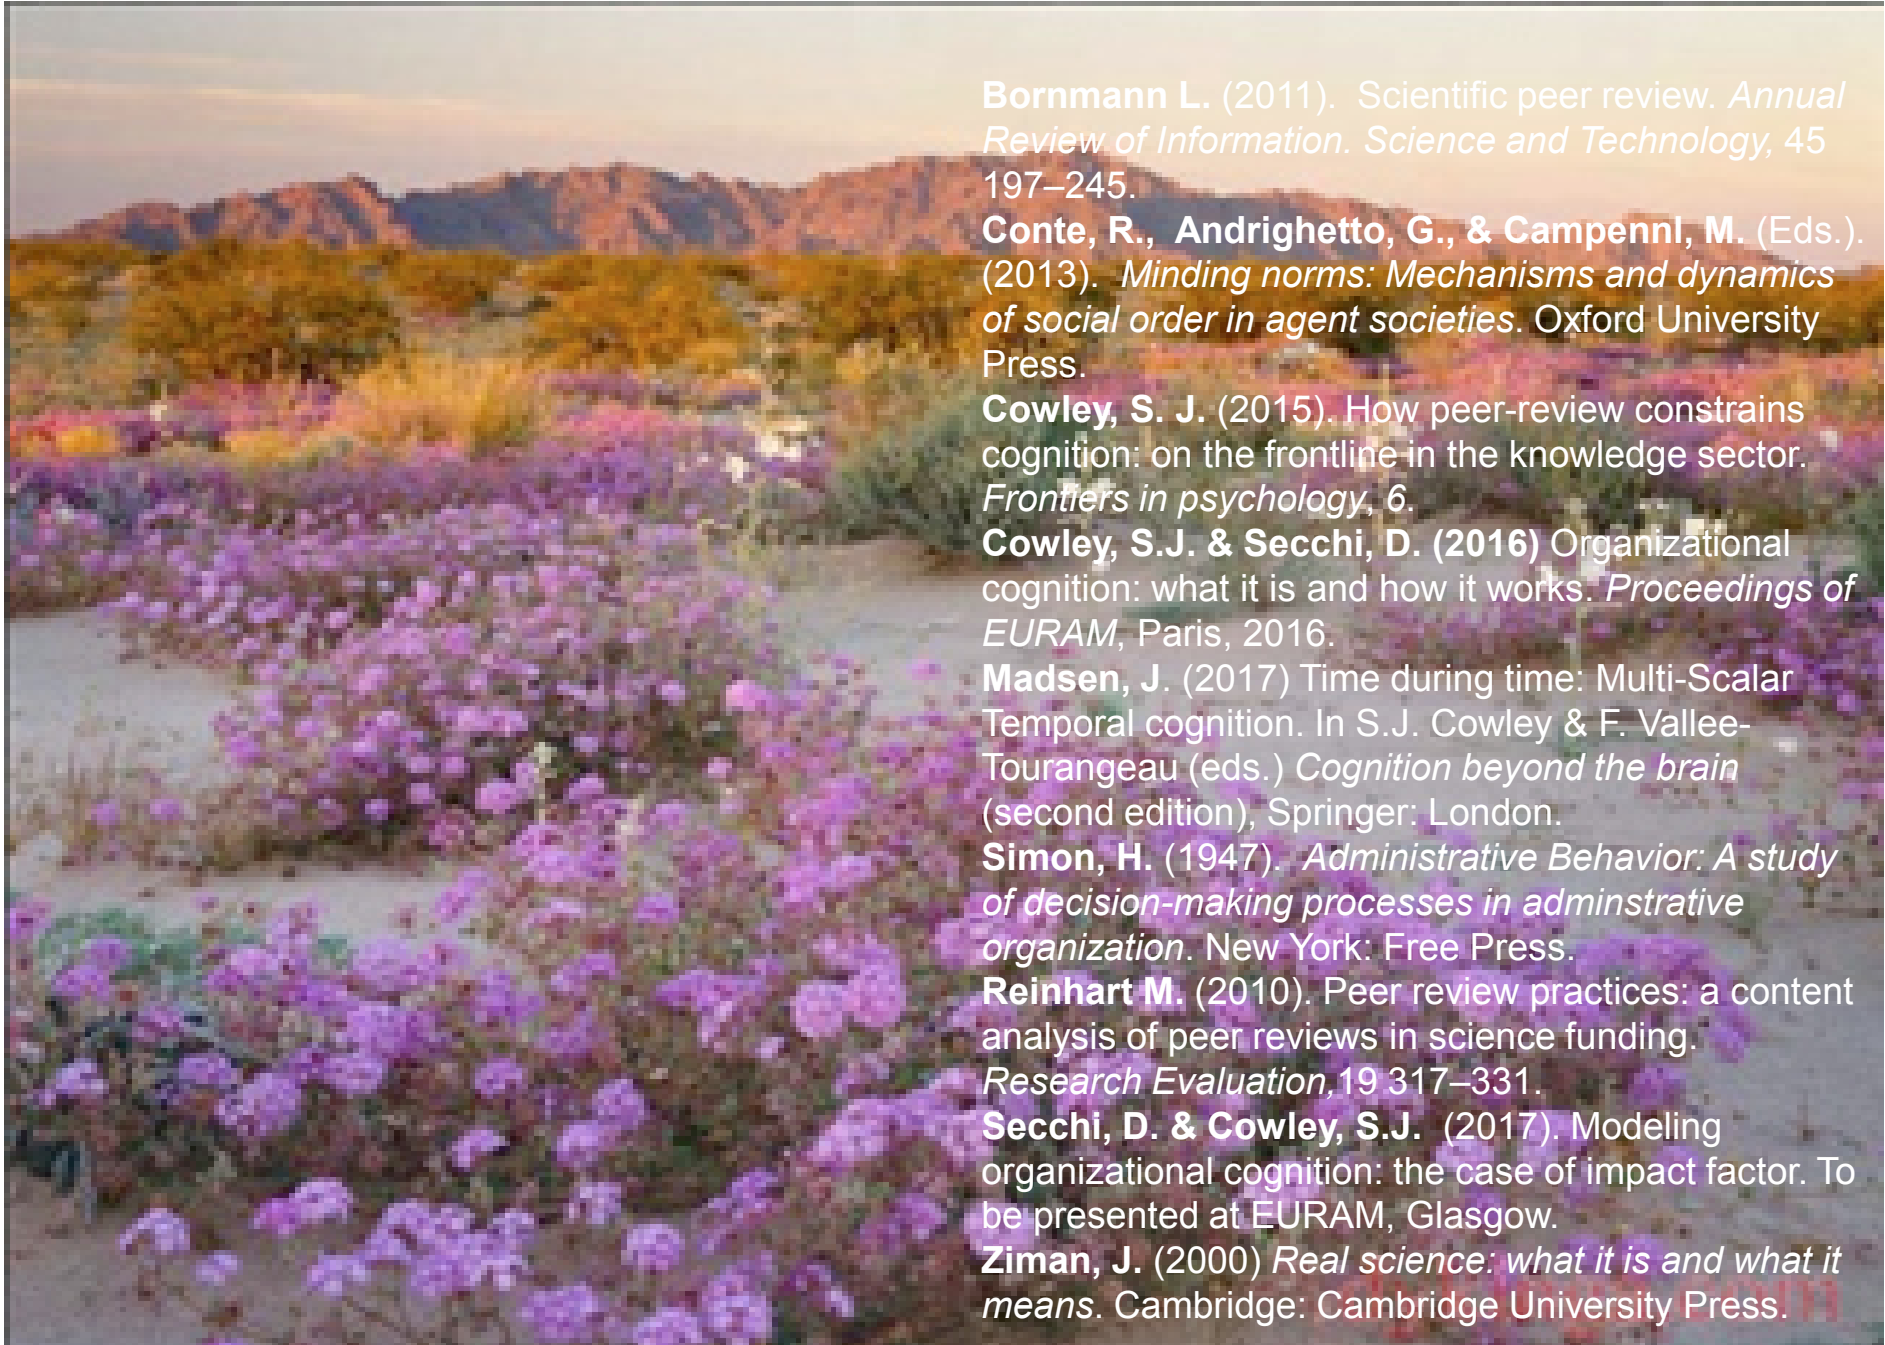 Bornmann L. (2011).  Scientific peer review. Annual
Review of Information. Science and Technology, 45
197–245.
Conte, R.,  Andrighetto, G., & Campennl, M. (Eds.).
(2013).  Minding norms: Mechanisms and dynamics
of social order in agent societies. Oxford University
Press.
Cowley, S. J. (2015). How peer-review constrains
cognition: on the frontline in the knowledge sector.
Frontiers in psychology, 6.
Cowley, S.J. & Secchi, D. (2016) Organizational
cognition: what it is and how it works. Proceedings of
EURAM, Paris, 2016.
Madsen, J. (2017) Time during time: Multi-Scalar
Temporal cognition. In S.J. Cowley & F. Vallee-
Tourangeau (eds.) Cognition beyond the brain
(second edition), Springer: London.
Simon, H. (1947).  Administrative Behavior: A study
of decision-making processes in adminstrative
organization. New York: Free Press.
Reinhart M. (2010). Peer review practices: a content
analysis of peer reviews in science funding.
Research Evaluation,19 317–331.
Secchi, D. & Cowley, S.J.  (2017). Modeling
organizational cognition: the case of impact factor. To
be presented at EURAM, Glasgow.
Ziman, J. (2000) Real science: what it is and what it
means. Cambridge: Cambridge University Press.